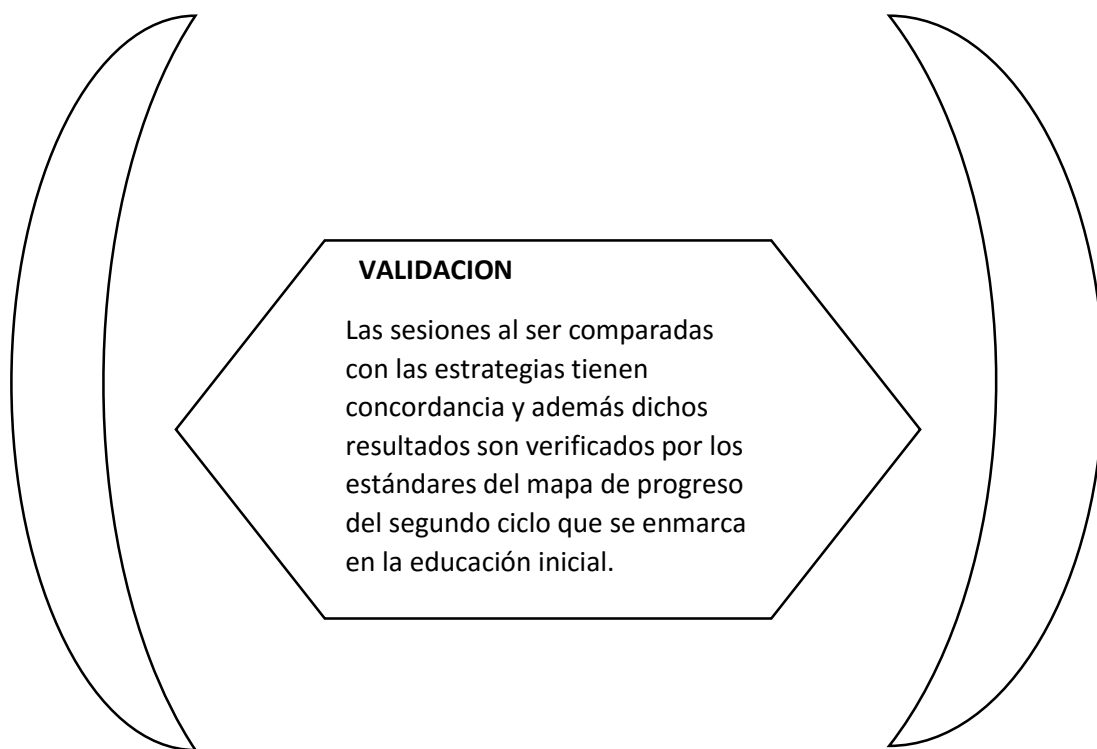 VALIDACION
Las sesiones al ser comparadas
con las estrategias tienen
concordancia y además dichos
resultados son verificados por los
estándares del mapa de progreso
del segundo ciclo que se enmarca
en la educación inicial.